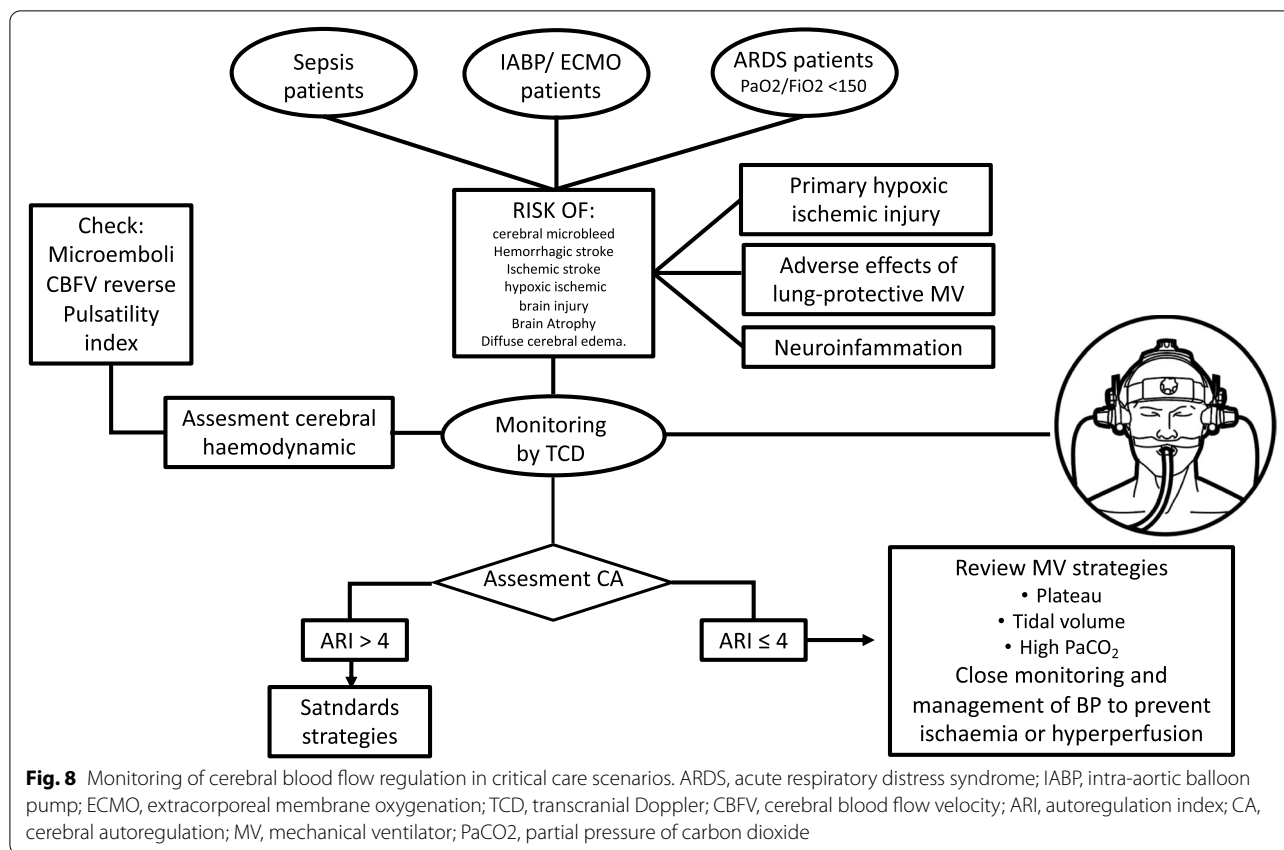 Sepsis
patients
IABP/ ECMO
patients
ARDS patients
PaO2/FiO2 <150
Check:
Microemboli
CBFV reverse
Pulsatility
index
RISK OF:
cerebral microbleed
Hemorrhagic stroke
Ischemic stroke
hypoxic ischemic
brain injury
Brain Atrophy
Diffuse cerebral edema.
Primary hypoxic
ischemic injury
Adverse effects of
lung-protective MV
Neuroinfammation
Assesment cerebral
haemodynamic
Monitoring
by TCD
Assesment CA
ARI > 4
ARI ≤ 4
Satndards
strategies
Review MV strategies
• Plateau
• Tidal volume
• High PaCO₂
Close monitoring and
management of BP to prevent
ischaemia or hyperperfusion
Fig. 8 Monitoring of cerebral blood flow regulation in critical care scenarios. ARDS, acute respiratory distress syndrome; IABP, intra-aortic balloon
pump; ECMO, extracorporeal membrane oxygenation; TCD, transcranial Doppler; CBFV, cerebral blood flow velocity; ARI, autoregulation index; CA,
cerebral autoregulation; MV, mechanical ventilator; PaCO2, partial pressure of carbon dioxide